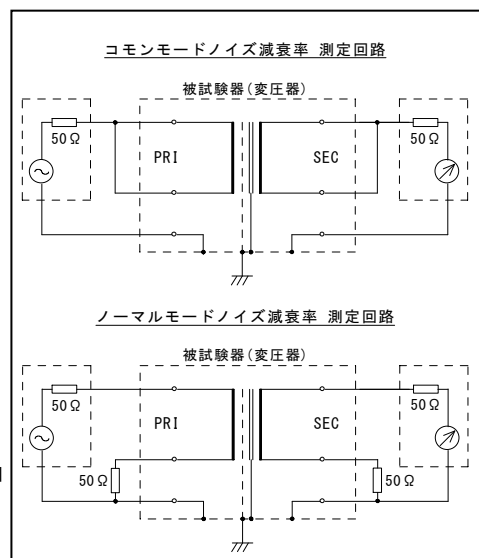 コモンモードノイズ減衰率 測定回路
被試験器(変圧器)
50Ω
50Ω
PRI
SEC
ノーマルモードノイズ減衰率 測定回路
被試験器(変圧器)
50Ω
50Ω
PRI
SEC
50Ω
50Ω